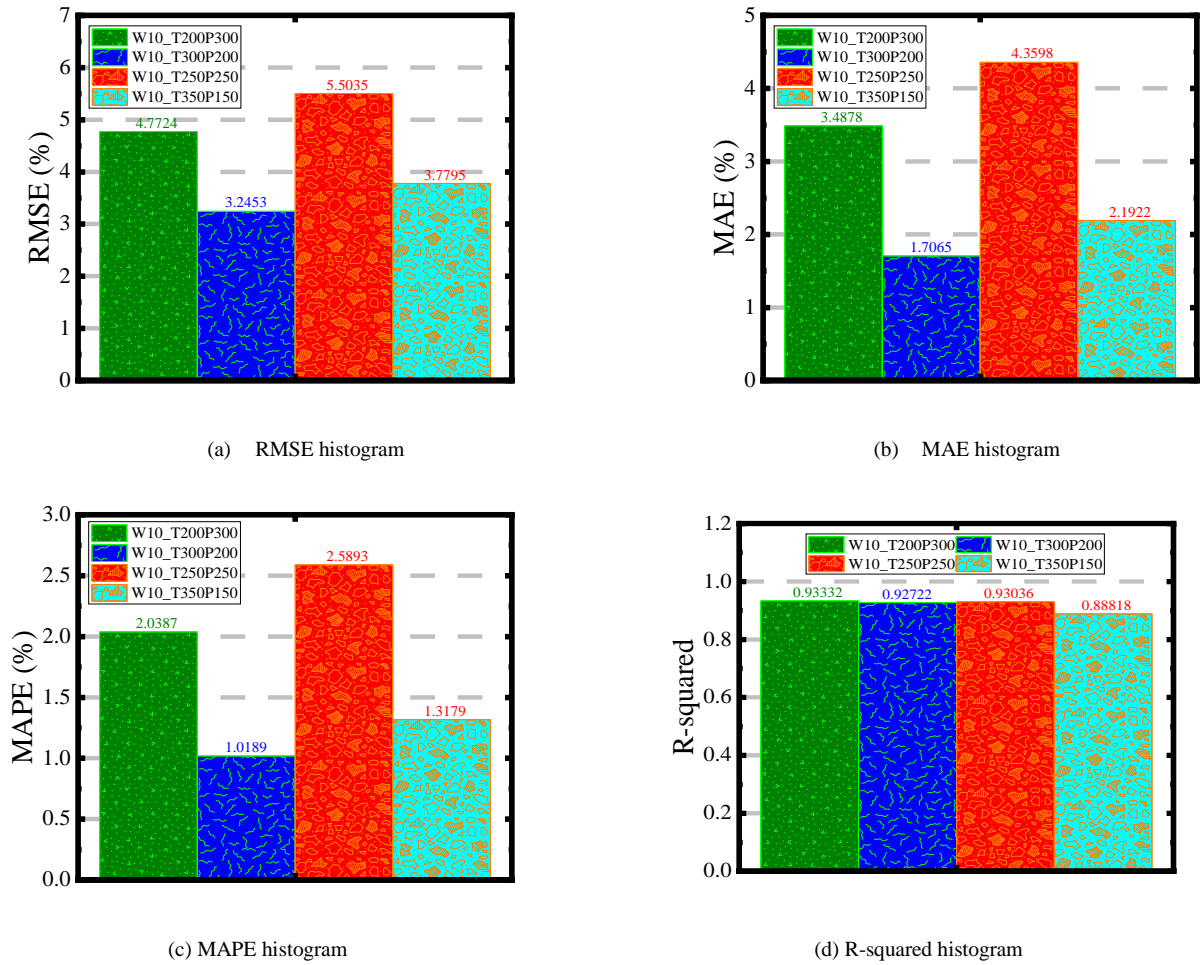 7
6
5
4
3
2
1
0
RMSE (%)
W10_T200P300
W10_T300P200
W10_T250P250
W10_T350P150
4.7724
3.2453
5.5035
3.7795
(a) RMSE histogram
5
4
3
2
1
0
MAE (%)
W10_T200P300
W10_T300P200
W10_T250P250
W10_T350P150
3.4878
1.7065
4.3598
2.1922
(b) MAE histogram
3.0
2.5
2.0
1.5
1.0
0.5
0.0
MAPE (%)
W10_T200P300
W10_T300P200
W10_T250P250
W10_T350P150
2.0387
1.0189
2.5893
1.3179
(c) MAPE histogram
1.2
1.0
0.8
0.6
0.4
0.2
0.0
R-squared
W10_T200P300 W10_T300P200
W10_T250P250 W10_T350P150
0.93332
0.92722
0.93036
0.88818
(d) R-squared histogram